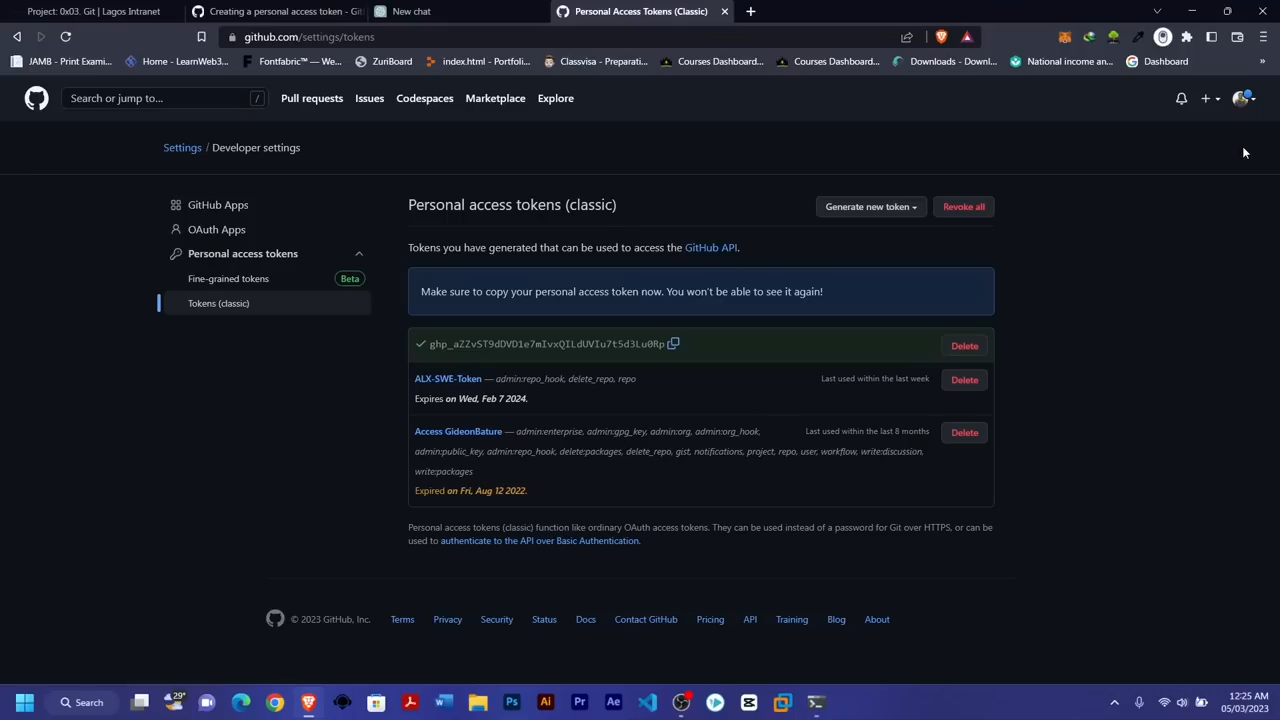 Project: 0x03. Git | Lagos Intranet
Creating a personal access token - Git
New chat
Personal Access Tokens (Classic)
github.com/settings/tokens
JAMB - Print Exami...
Home - LearnWeb3...
Fontfabric™ — We...
ZuriBoard
index.html - Portfolio...
Classvisa - Preparati...
Courses Dashboard...
Courses Dashboard...
Downloads - Downl...
National income an...
Dashboard
»
Search or jump to...
/
Pull requests
Issues
Codespaces
Marketplace
Explore
Settings / Developer settings
GitHub Apps
OAuth Apps
Personal access tokens
Fine-grained tokens
Beta
Tokens (classic)
Personal access tokens (classic)
Generate new token
Revoke all
Tokens you have generated that can be used to access the GitHub API.
Make sure to copy your personal access token now. You won't be able to see it again!
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
Delete
ALX-SWE-Token — admin:repo_hook, delete_repo, repo
Last used within the last week
Delete
Expires on Wed, Feb 7 2024.
Access GideonBature — admin:enterprise, admin:gpg_key, admin:org, admin:org_hook,
Last used within the last 8 months
Delete
admin:public_key, admin:repo_hook, delete:packages, delete_repo, gist, notifications, project, repo, user, workflow, write:discussion,
write:packages
Expired on Fri, Aug 12 2022.
Personal access tokens (classic) function like ordinary OAuth access tokens. They can be used instead of a password for Git over HTTPS, or can be
used to authenticate to the API over Basic Authentication.
© 2023 GitHub, Inc.
Terms
Privacy
Security
Status
Docs
Contact GitHub
Pricing
API
Training
Blog
About
Search
29°
Ps
Ai
Pr
Ae
12:25 AM
05/03/2023